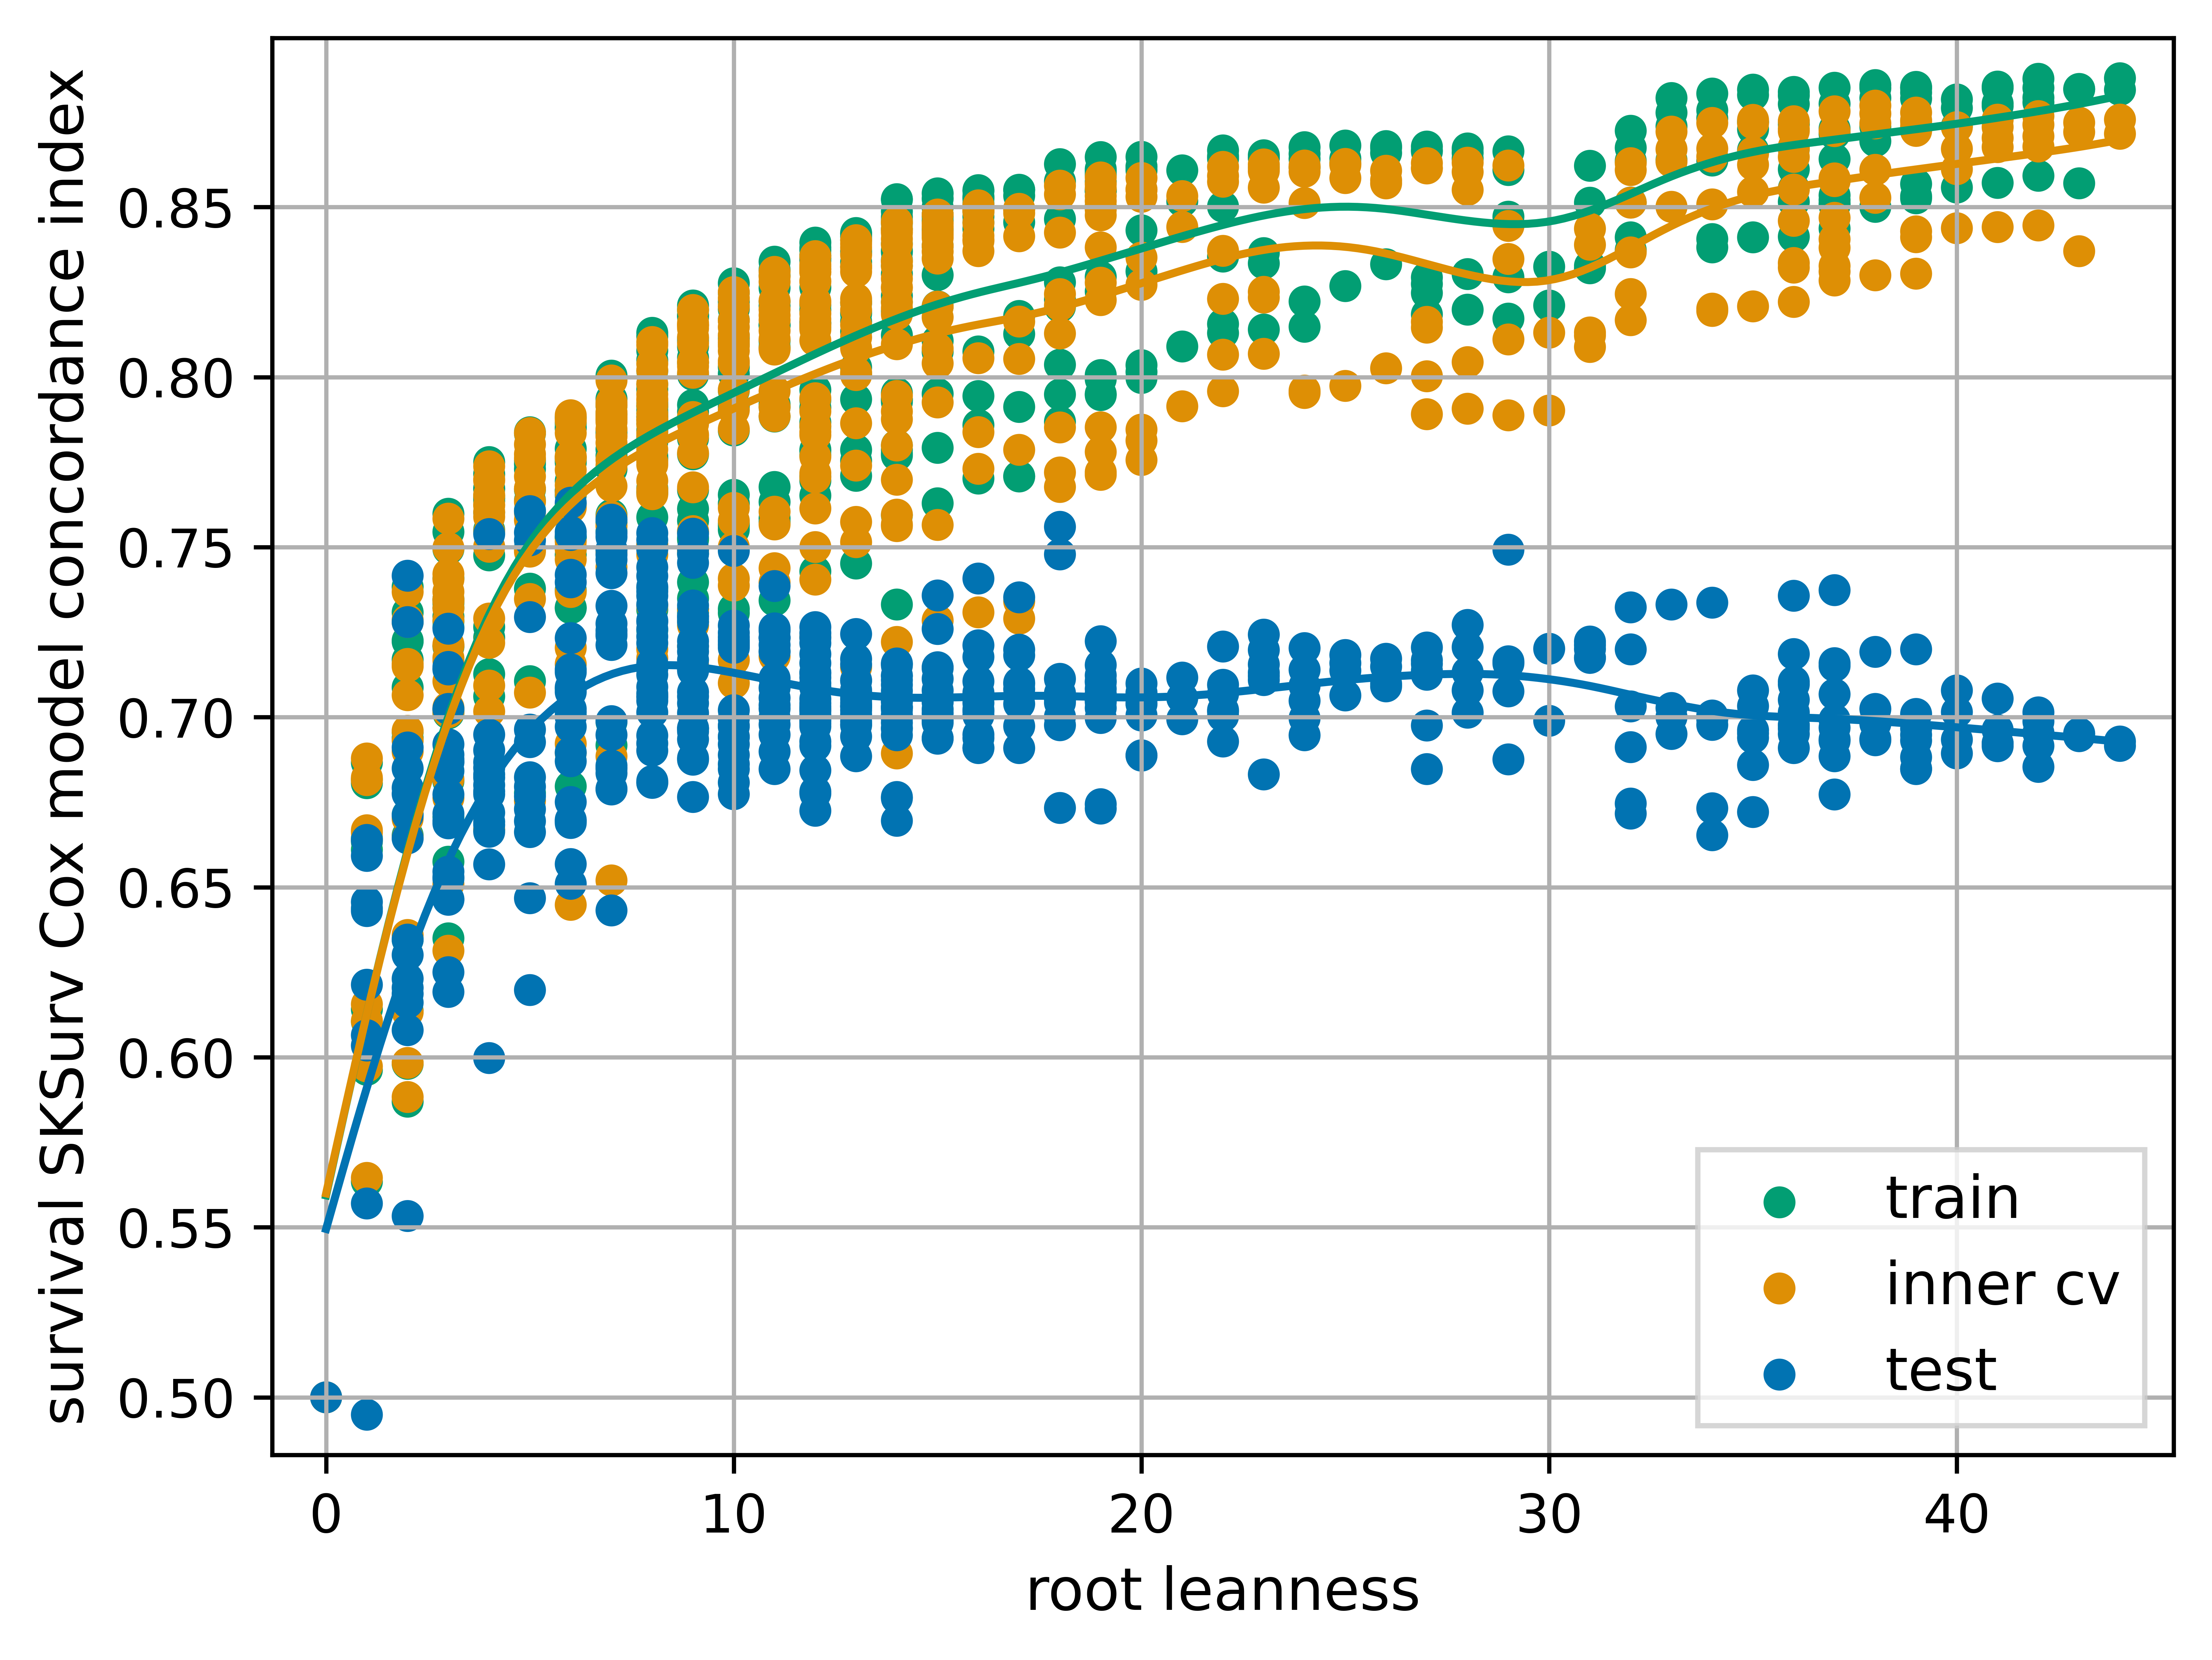 survival SKSurv Cox model concordance index
0.85
0.80
0.75
0.70
0.65
0.60
0.55
0.50
train
inner cv
test
0 10 20 30 40
root leanness